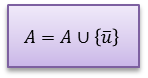 A = A ∪ {ū}